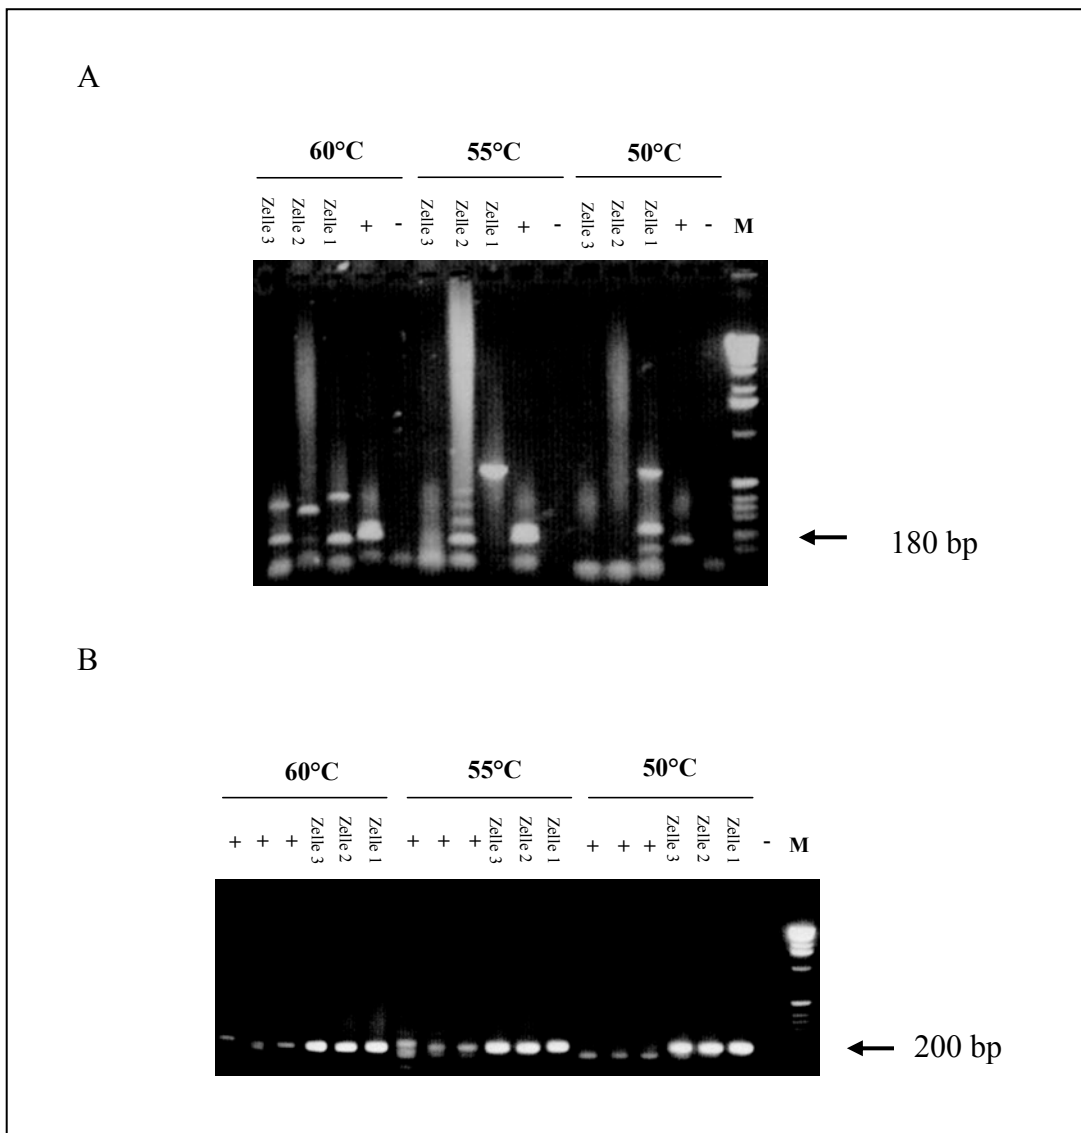 A
60°C 55°C 50°C
Zelle 3 Zelle 2 Zelle 1 + - Zelle 3 Zelle 2 Zelle 1 + - Zelle 3 Zelle 2 Zelle 1 + - M
180 bp
B
60°C 55°C 50°C
+ + + Zelle 3 Zelle 2 Zelle 1 + + + Zelle 3 Zelle 2 Zelle 1 + + + Zelle 3 Zelle 2 Zelle 1 - M
200 bp